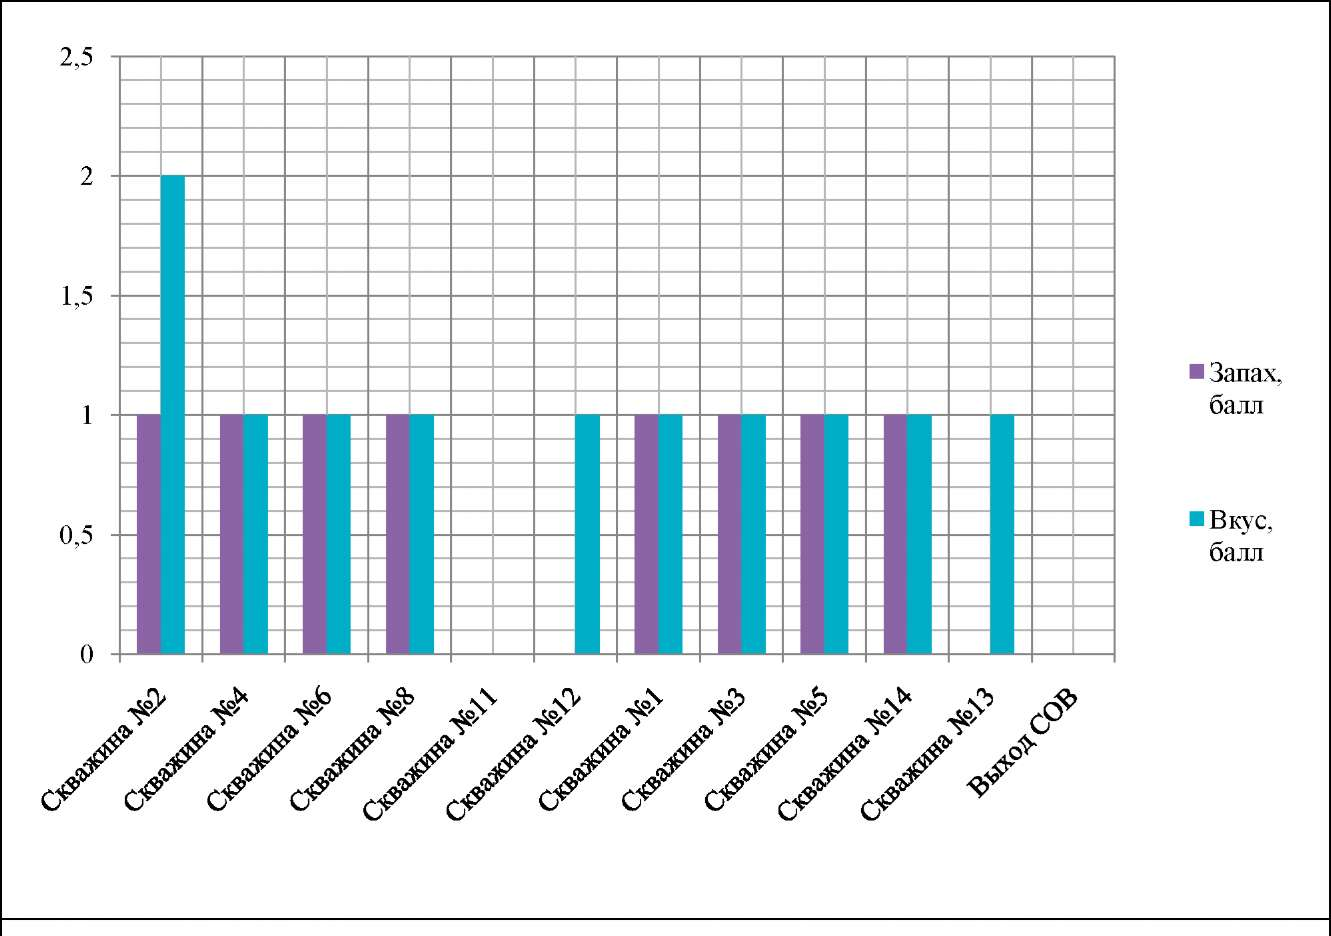 2,5
2
1,5
1
0,5
0
Скважина №2
Скважина №4
Скважина №6
Скважина №8
Скважина №11
Скважина №12
Скважина №1
Скважина №3
Скважина №5
Скважина №14
Скважина №13
Выход СОВ
Запах,
балл
Вкус,
балл